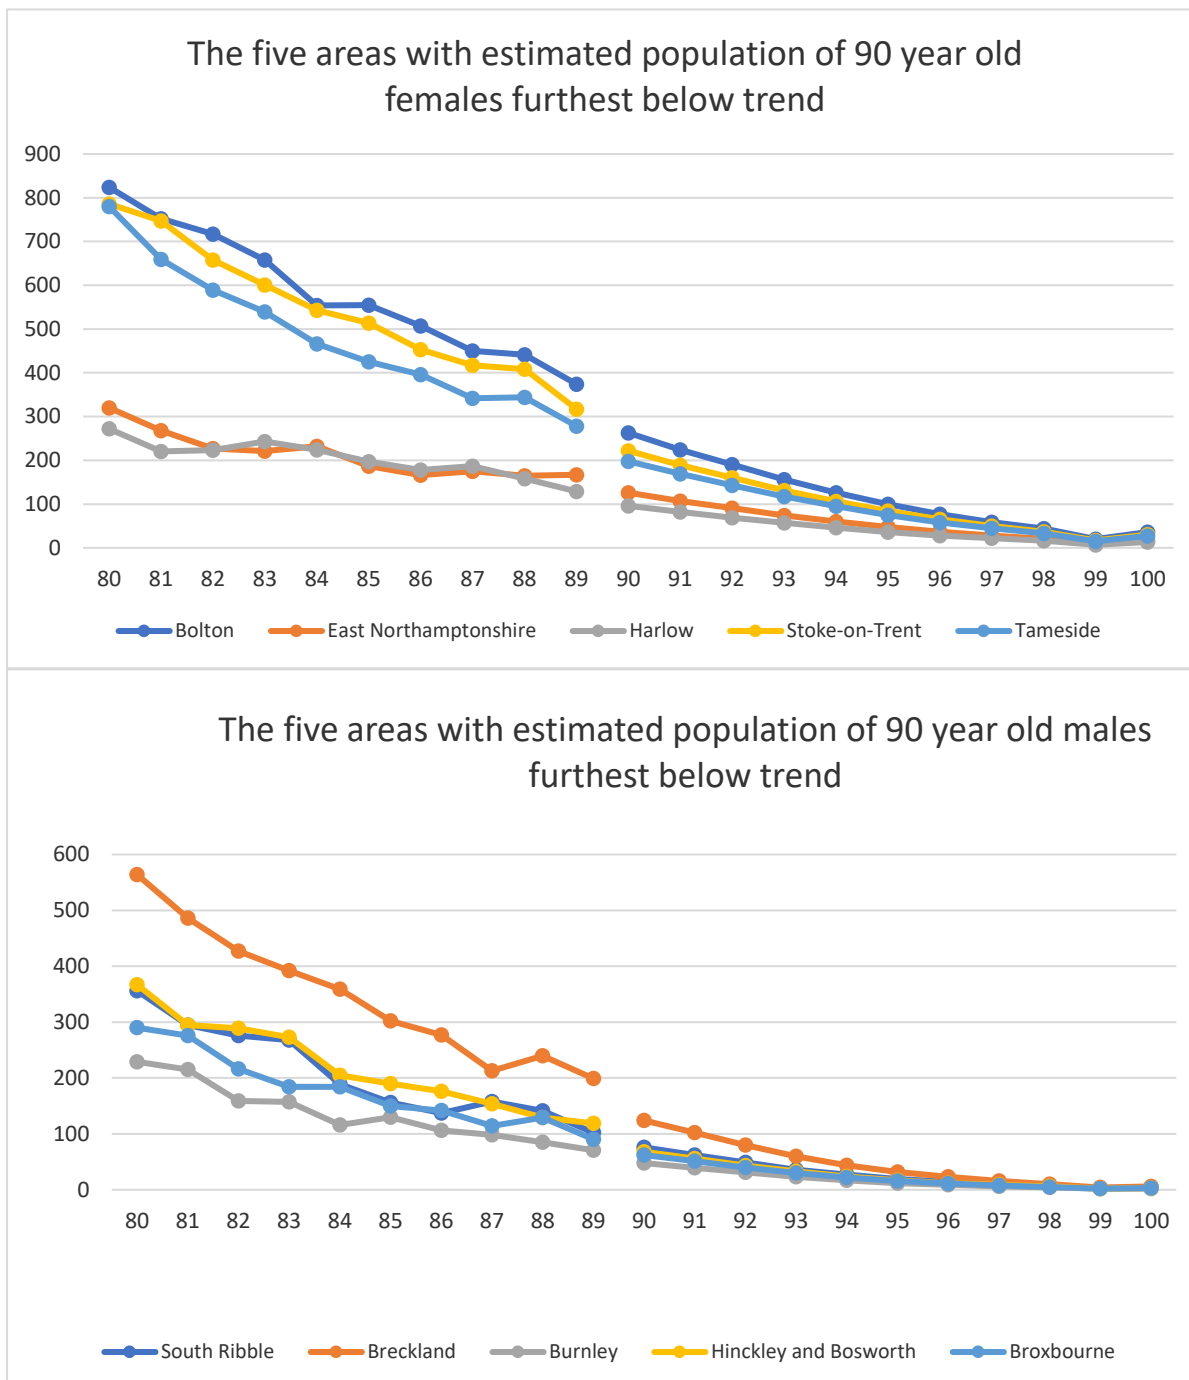 The five areas with estimated population of 90 year old
females furthest below trend
900
800
700
600
500
400
300
200
100
0
80 81 82 83 84 85 86 87 88 89 90 91 92 93 94 95 96 97 98 99 100
Bolton East Northamptonshire Harlow Stoke-on-Trent Tameside
The five areas with estimated population of 90 year old males
furthest below trend
600
500
400
300
200
100
0
80 81 82 83 84 85 86 87 88 89 90 91 92 93 94 95 96 97 98 99 100
South Ribble Breckland Burnley Hinckley and Bosworth Broxbourne